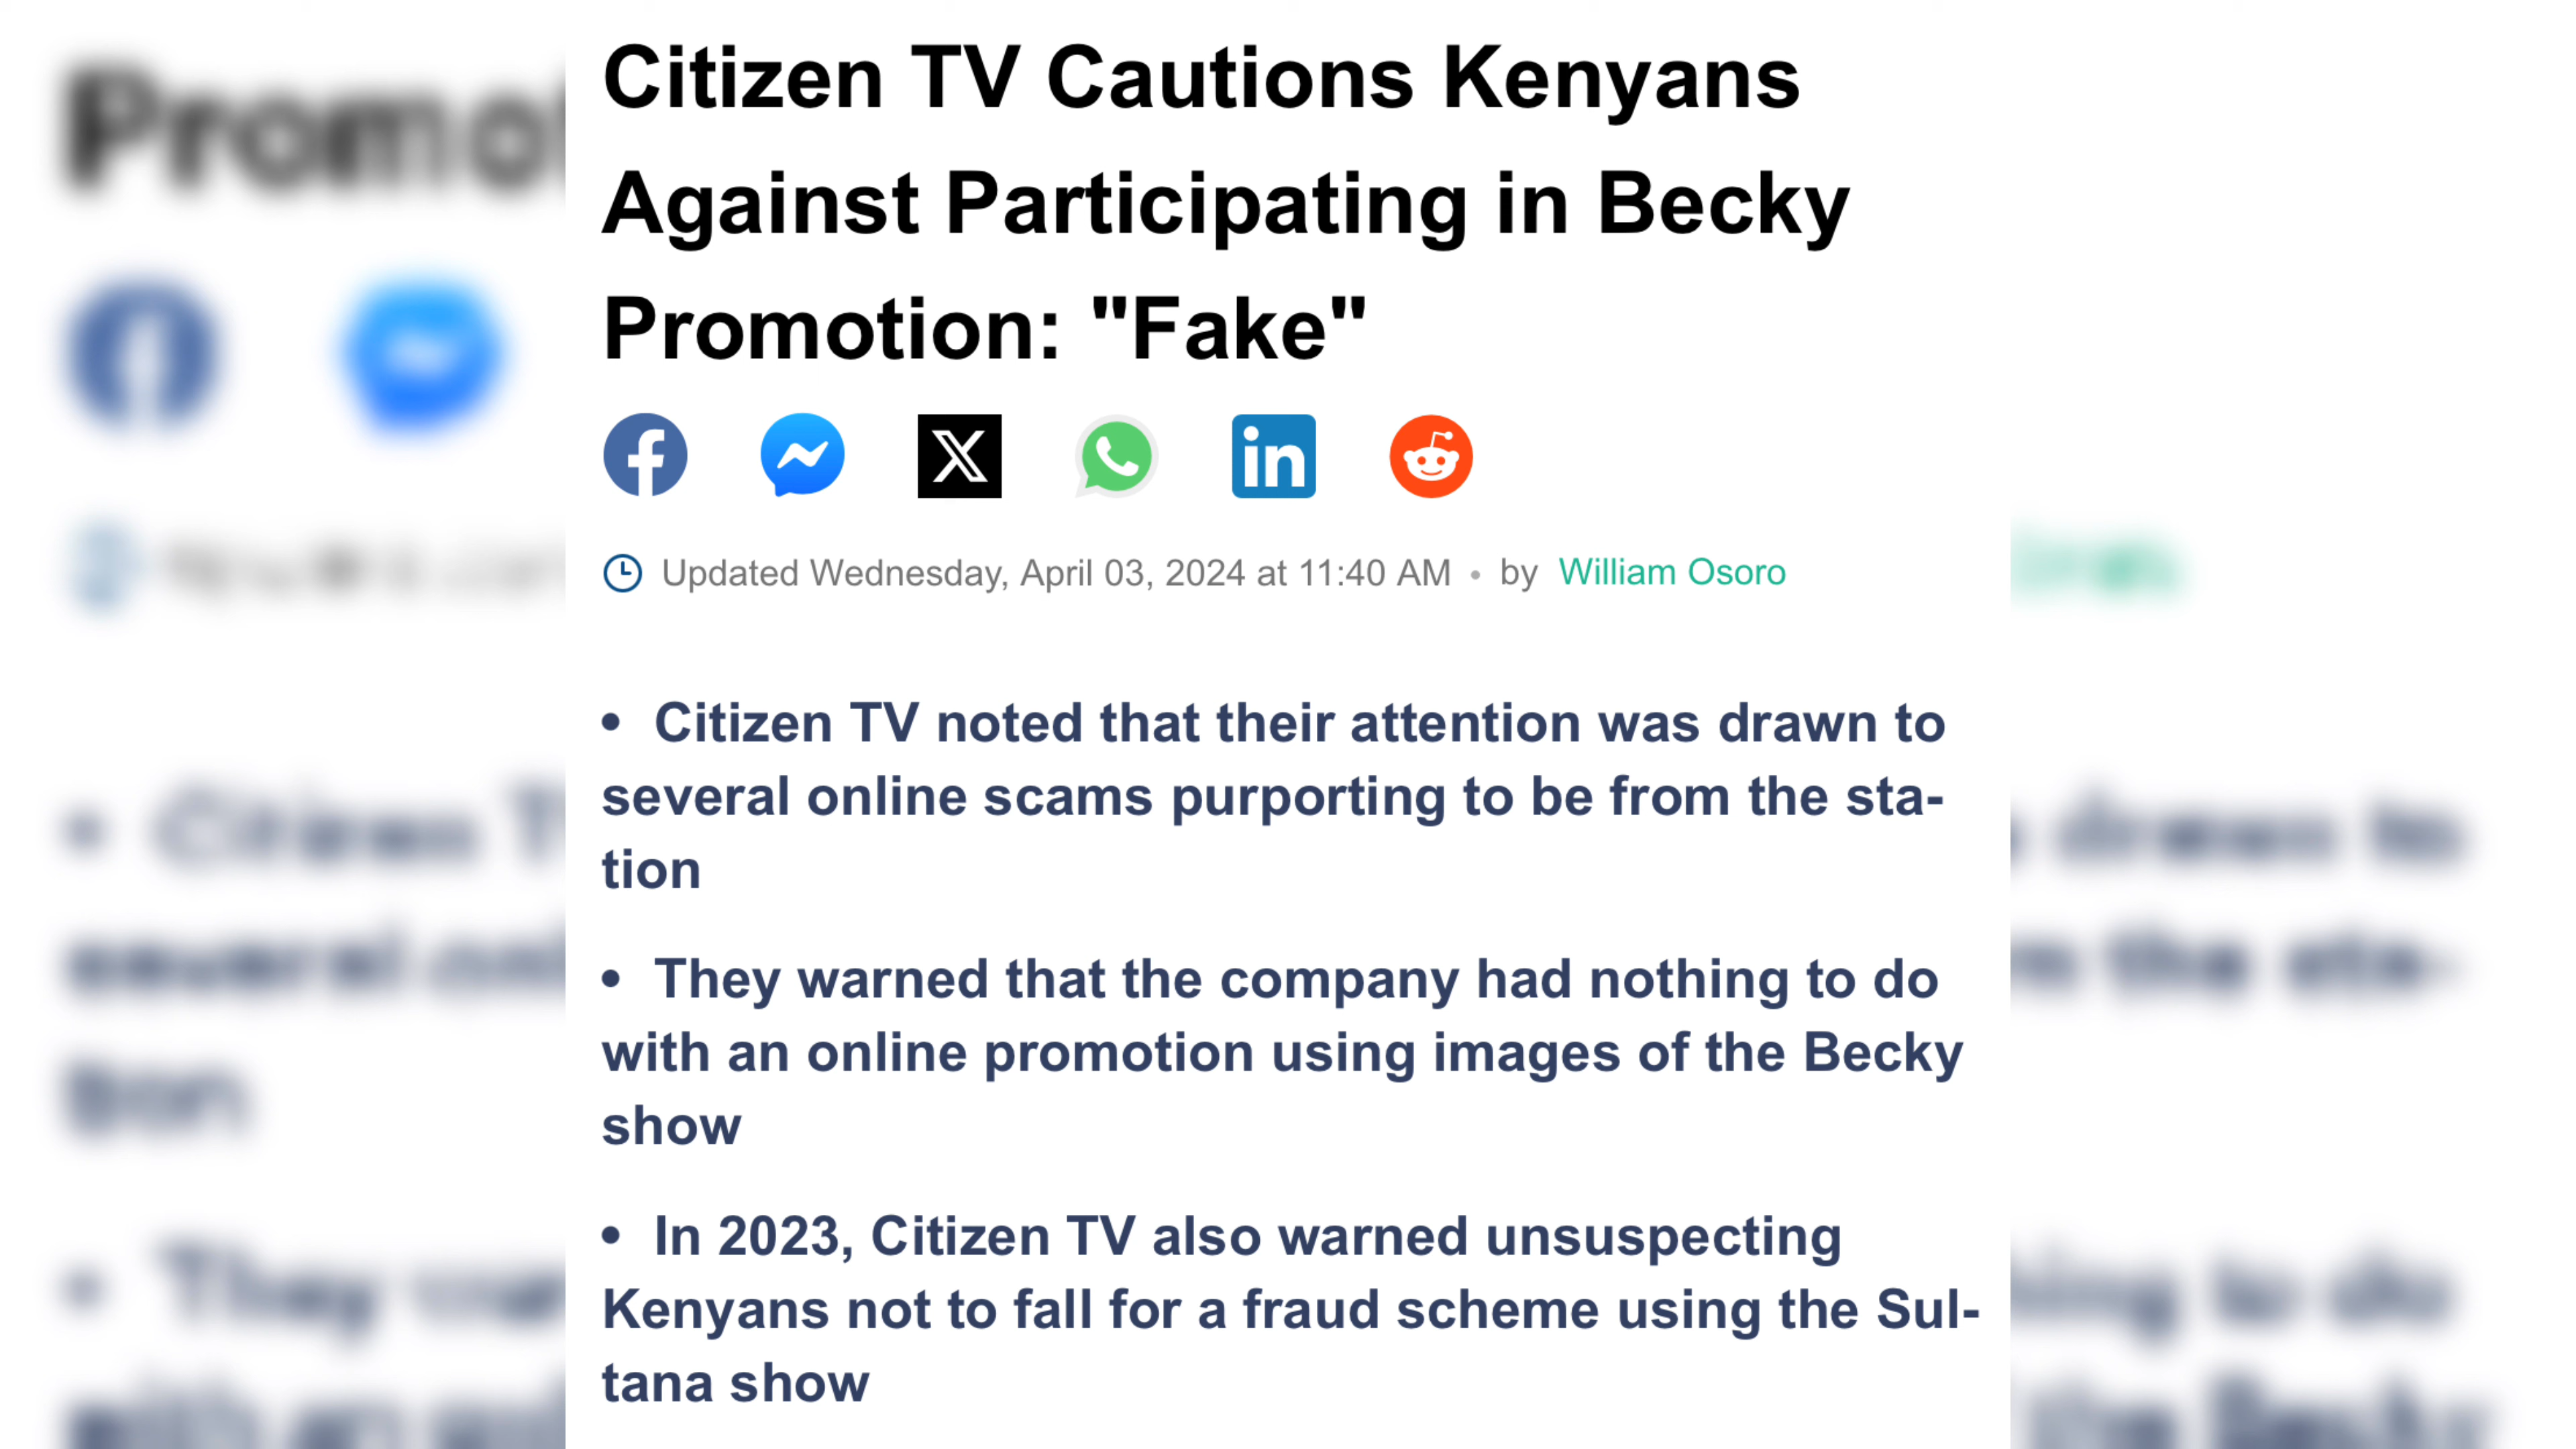 Citizen TV Cautions Kenyans
Against Participating in Becky
Promotion: "Fake"
Updated Wednesday, April 03, 2024 at 11:40 AM • by William Osoro
• Citizen TV noted that their attention was drawn to
several online scams purporting to be from the sta-
tion
• They warned that the company had nothing to do
with an online promotion using images of the Becky
show
• In 2023, Citizen TV also warned unsuspecting
Kenyans not to fall for a fraud scheme using the Sul-
tana show